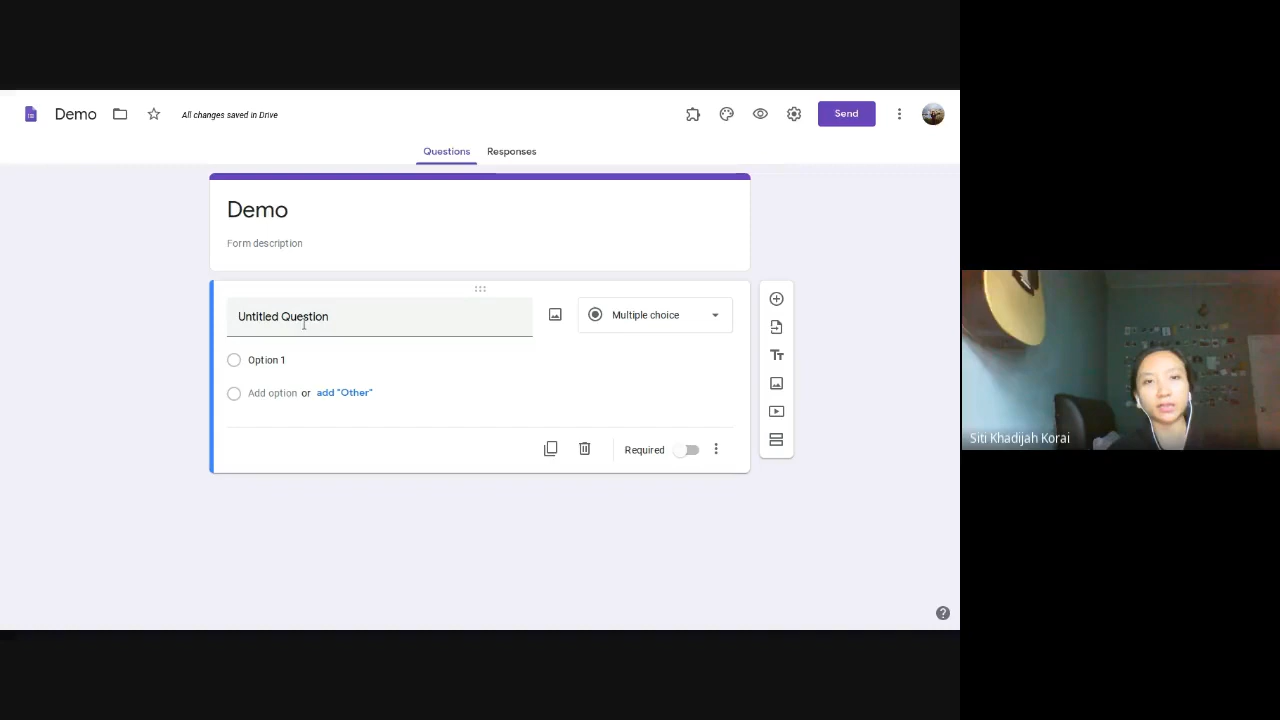 Demo
All changes saved in Drive
Send
Questions
Responses
Demo
Form description
Untitled Question
Multiple choice
Option 1
Add option or add "Other"
Required
Tт
Siti Khadijah Korai